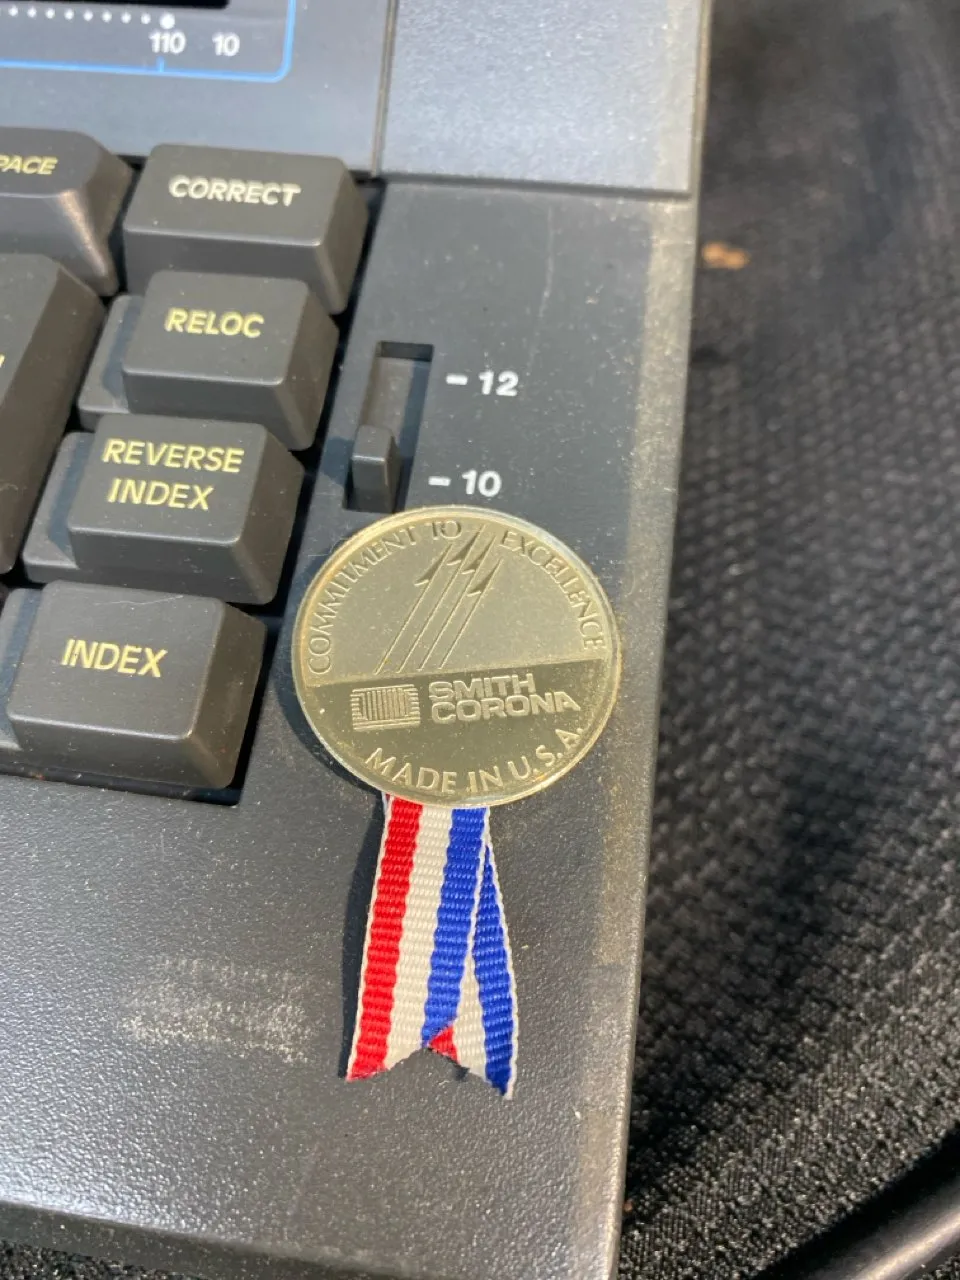 110 10
PACE
CORRECT
RELOC
REVERSE
INDEX
INDEX
- 12
- 10
COMMITMENT TO EXCELLENCE
SMITH
CORONA
MADE IN U.S.A.